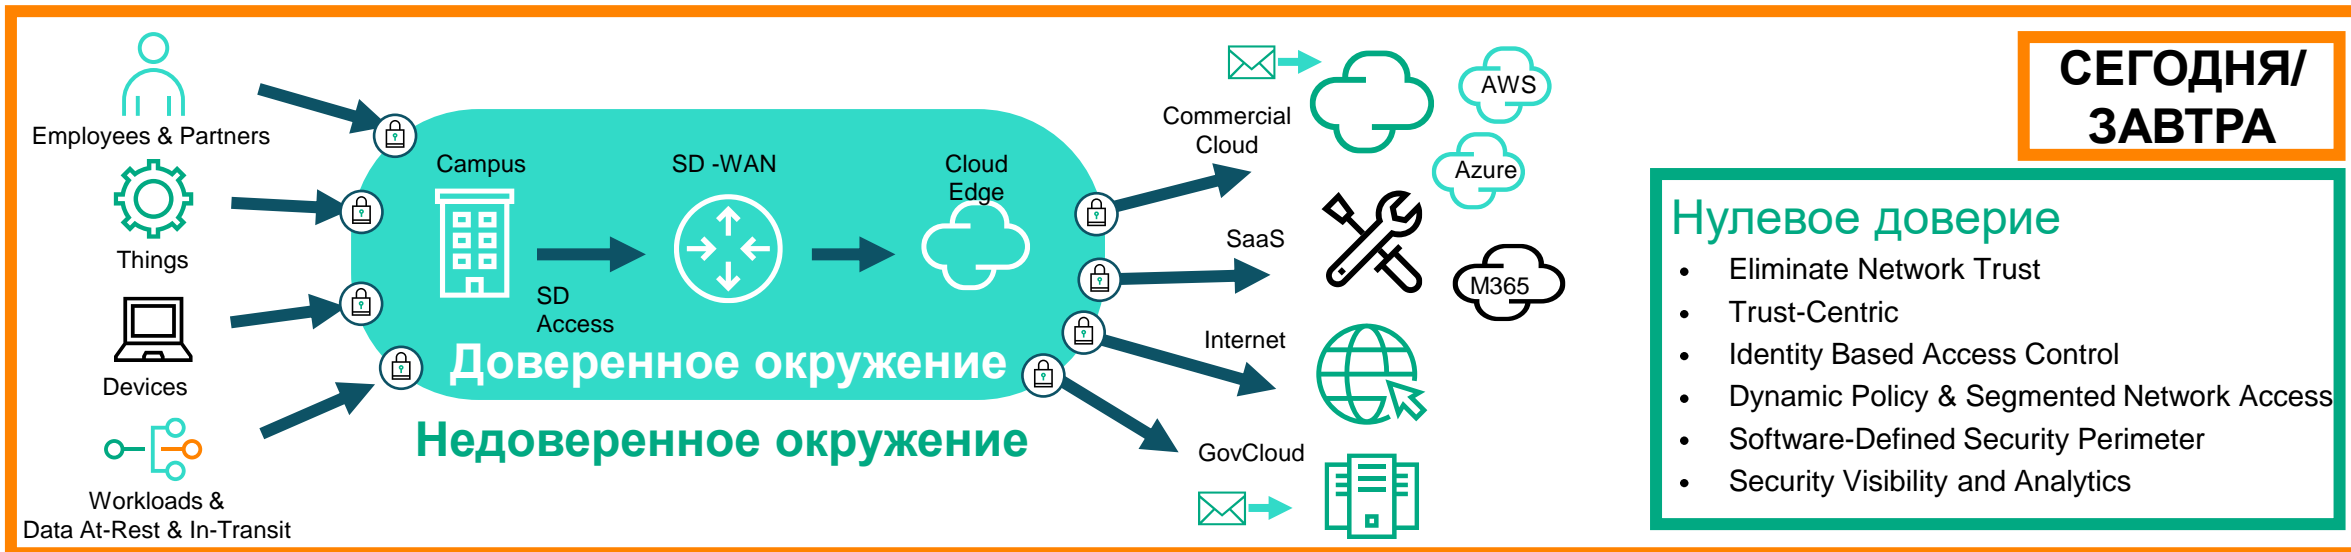 Employees & Partners
Things
Devices
Workloads &
Data At-Rest & In-Transit
Campus
SD
Access
SD -WAN
Cloud
Edge
Доверенное окружение
Недоверенное окружение
Commercial
Cloud
AWS
Azure
SaaS
M365
Internet
GovCloud
СЕГОДНЯ/
ЗАВТРА
Нулевое доверие
• Eliminate Network Trust
• Trust-Centric
• Identity Based Access Control
• Dynamic Policy & Segmented Network Access
• Software-Defined Security Perimeter
• Security Visibility and Analytics